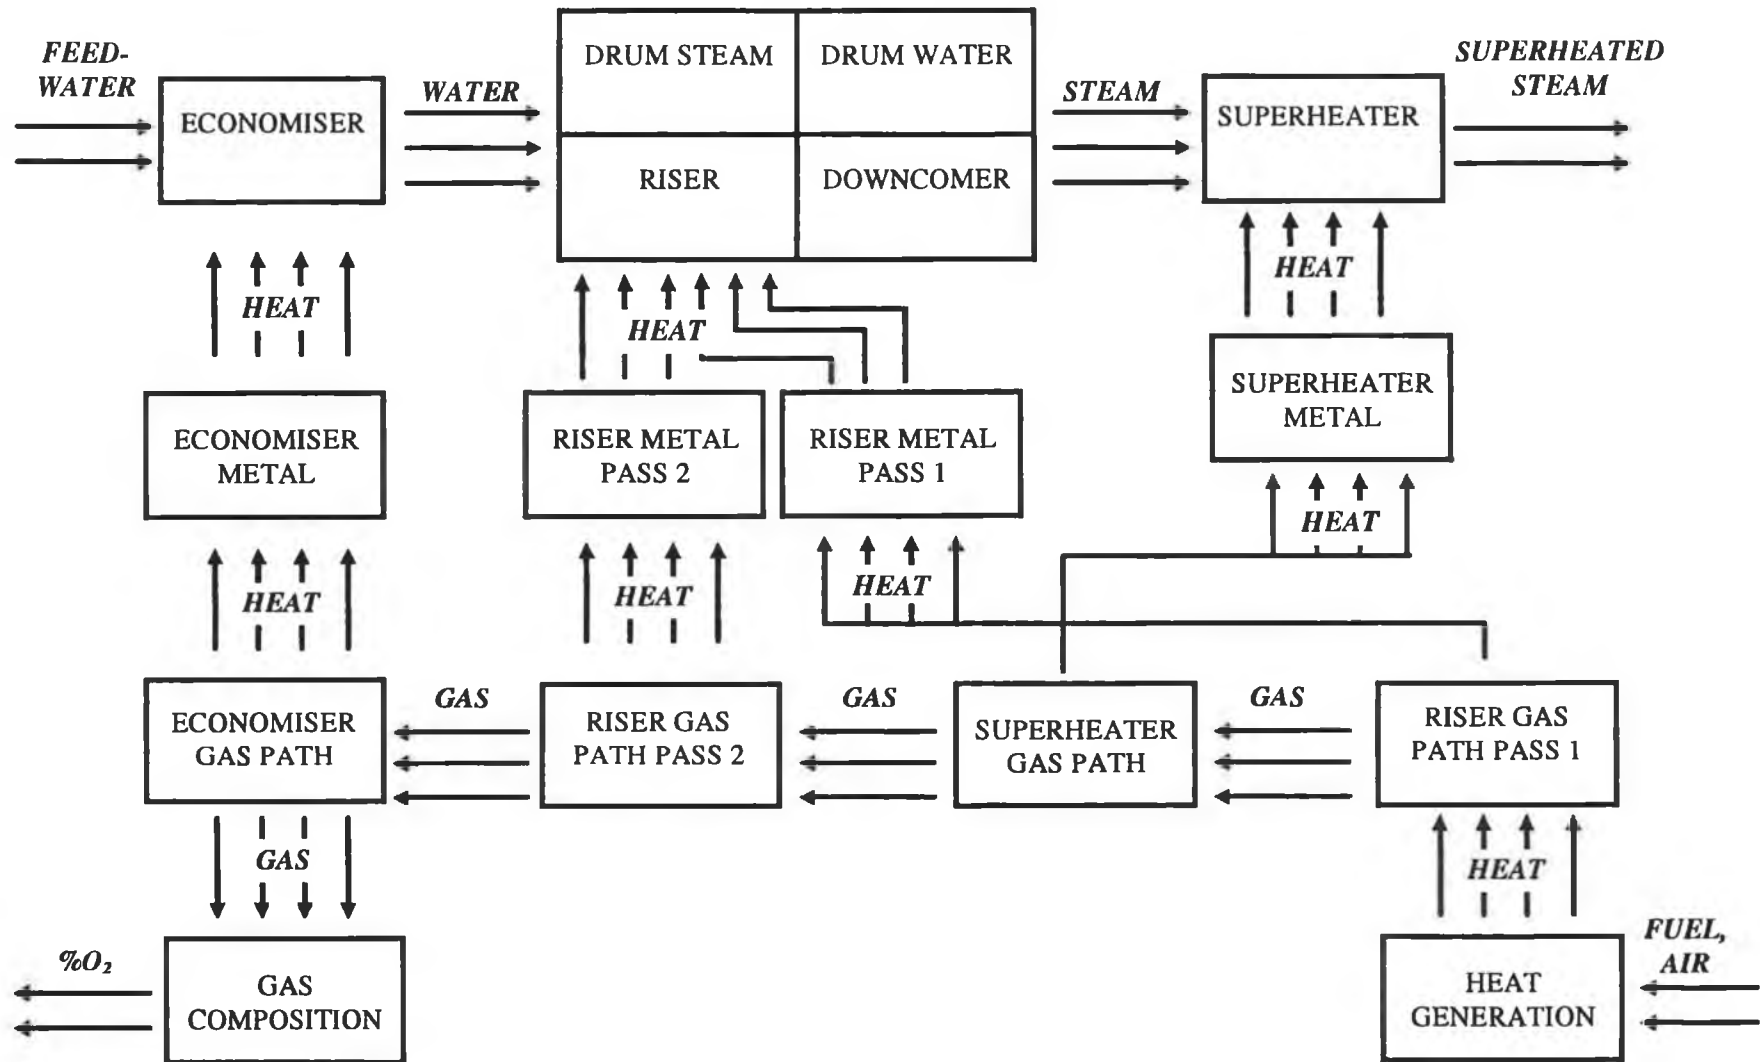 FEED-
WATER
ECONOMISER
WATER
DRUM STEAM
DRUM WATER
RISER
DOWNCOMER
STEAM
SUPERHEATER
SUPERHEATED
STEAM
HEAT
HEAT
HEAT
ECONOMISER
METAL
RISER METAL
PASS 2
RISER METAL
PASS 1
SUPERHEATER
METAL
HEAT
HEAT
HEAT
HEAT
ECONOMISER
GAS PATH
GAS
RISER GAS
PATH PASS 2
GAS
SUPERHEATER
GAS PATH
GAS
RISER GAS
PATH PASS 1
GAS
HEAT
%O₂
GAS
COMPOSITION
HEAT
GENERATION
FUEL,
AIR